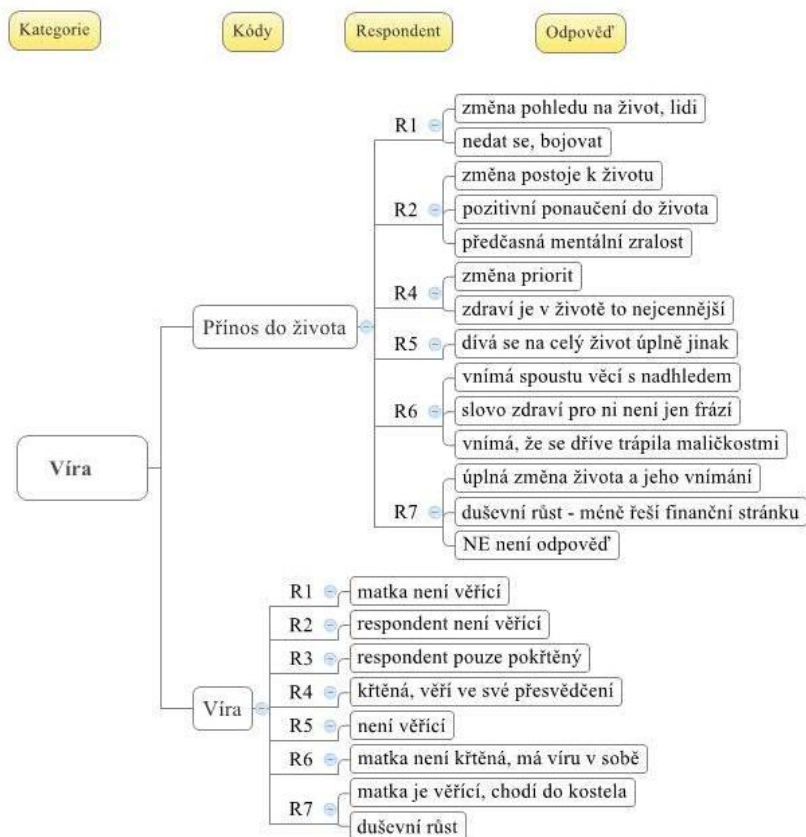 Kategorie
Kódy
Respondent
Odpověď
Víra
Přínos do života
R1
změna pohledu na život, lidi
nedat se, bojovat
R2
změna postoje k životu
pozitivní ponaučení do života
předčasná mentální zralost
R4
změna priorit
zdraví je v životě to nejcennější
R5
dívá se na celý život úplně jinak
R6
vnímá spoustu věcí s nadhledem
slovo zdraví pro ni není jen frází
vnímá, že se dříve trápila maličkostmi
R7
úplná změna života a jeho vnímání
duševní růst - méně řeší finanční stránku
NE není odpověď
Víra
R1
matka není věřící
R2
respondent není věřící
R3
respondent pouze pokřtěný
R4
křtěná, věří ve své přesvědčení
R5
není věřící
R6
matka není křtěná, má víru v sobě
R7
matka je věřící, chodí do kostela
duševní růst